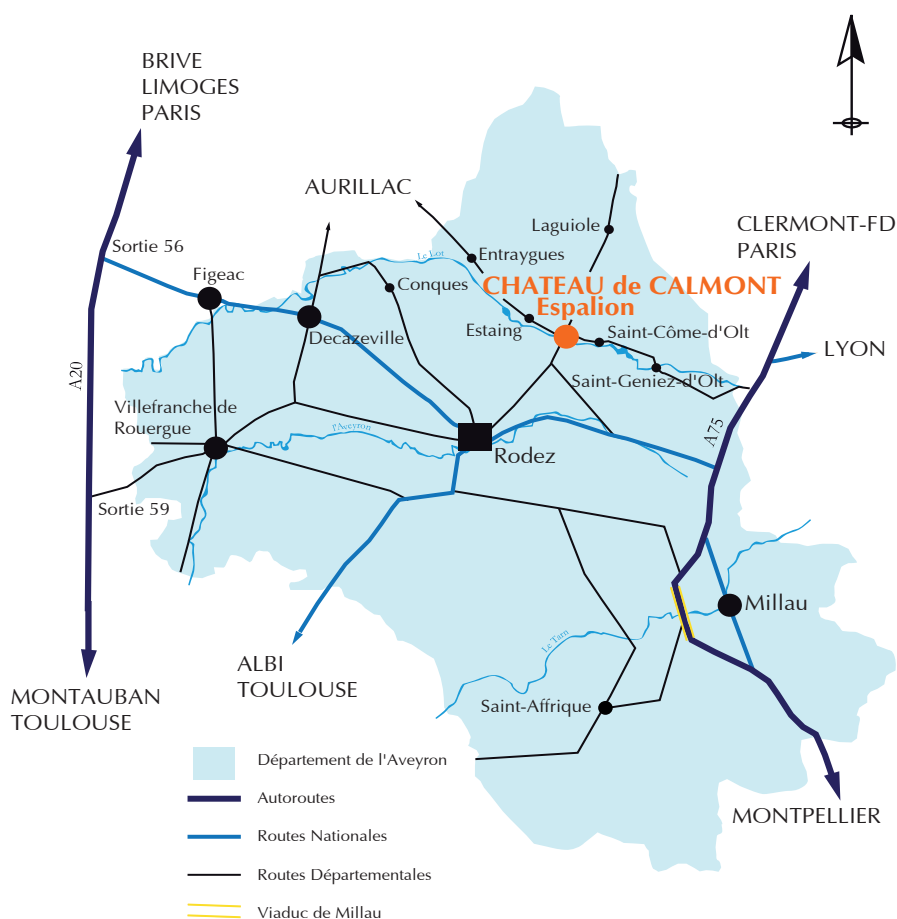 BRIVE
LIMOGES
PARIS
AURILLAC
Laguiole
CLERMONT-FD
PARIS
Sortie 56
Entraygues
Le Lot
Figeac
Conques
CHATEAU de CALMONT
Espalion
Estaing
Saint-Côme-d'Olt
Decazeville
LYON
A20
Saint-Geniez-d'Olt
Villefranche de
Rouergue
l'Aveyron
A75
Rodez
Sortie 59
Millau
Le Tarn
ALBI
TOULOUSE
MONTAUBAN
TOULOUSE
Saint-Affrique
MONTPELLIER
Département de l'Aveyron
Autoroutes
Routes Nationales
Routes Départementales
Viaduc de Millau